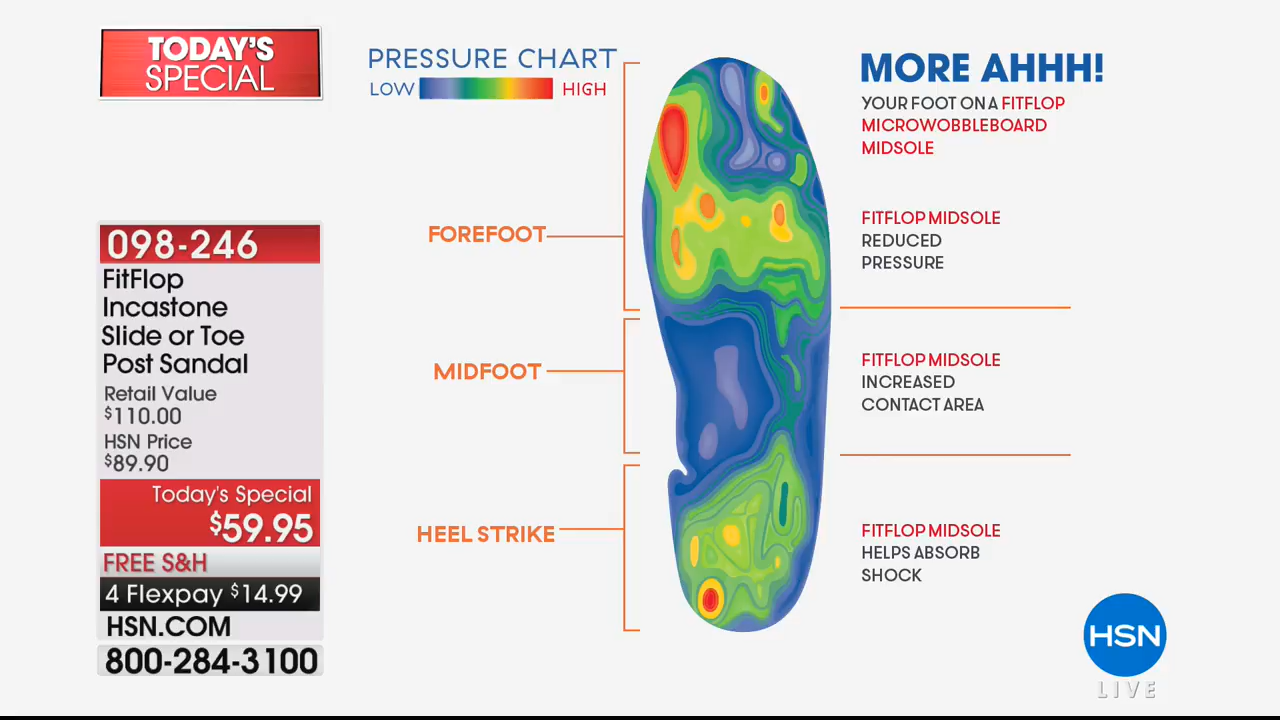 TODAY'S
SPECIAL
098-246
FitFlop
Incastone
Slide or Toe
Post Sandal
Retail Value
$110.00
HSN Price
$89.90
Today's Special
$59.95
FREE S&H
4 Flexpay $14.99
HSN.COM
800-284-3100
PRESSURE CHART
LOW HIGH
FOREFOOT
MIDFOOT
HEEL STRIKE
MORE AHHH!
YOUR FOOT ON A FITFLOP
MICROWOBBLEBOARD
MIDSOLE
FITFLOP MIDSOLE
REDUCED
PRESSURE
FITFLOP MIDSOLE
INCREASED
CONTACT AREA
FITFLOP MIDSOLE
HELPS ABSORB
SHOCK
HSN
LIVE